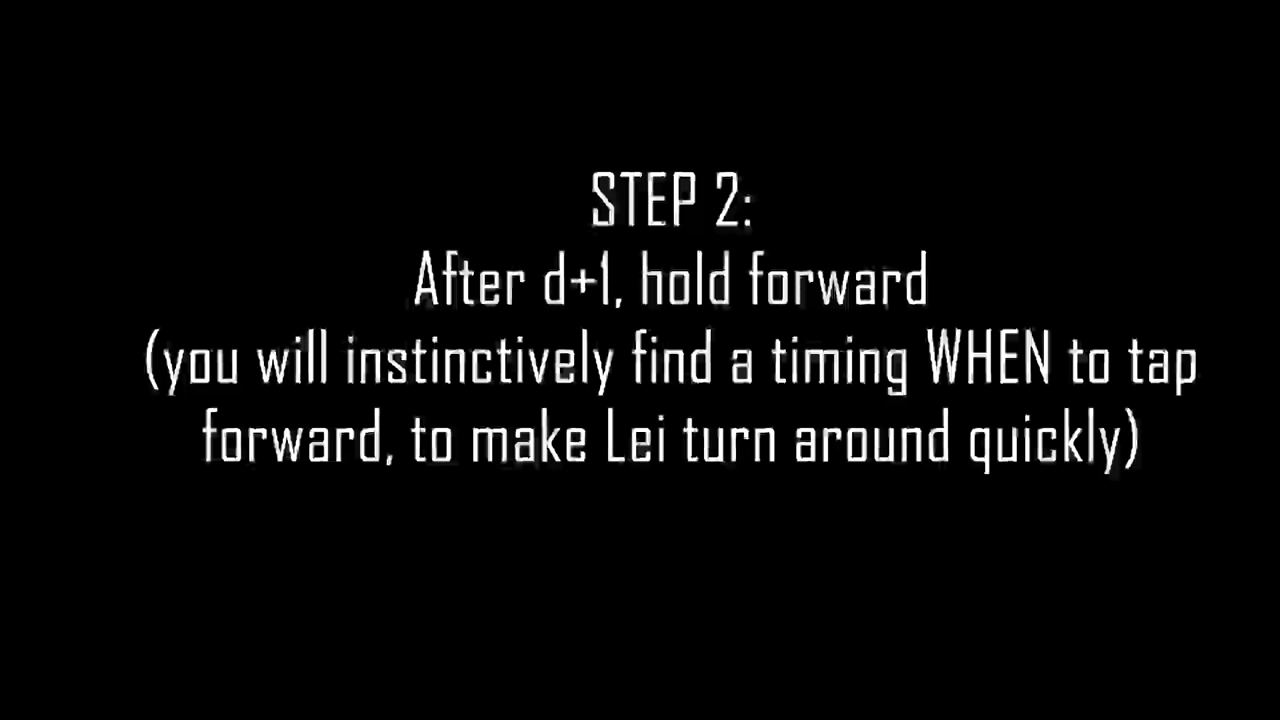 STEP 2:
After d+1, hold forward
(you will instinctively find a timing WHEN to tap
forward, to make Lei turn around quickly)